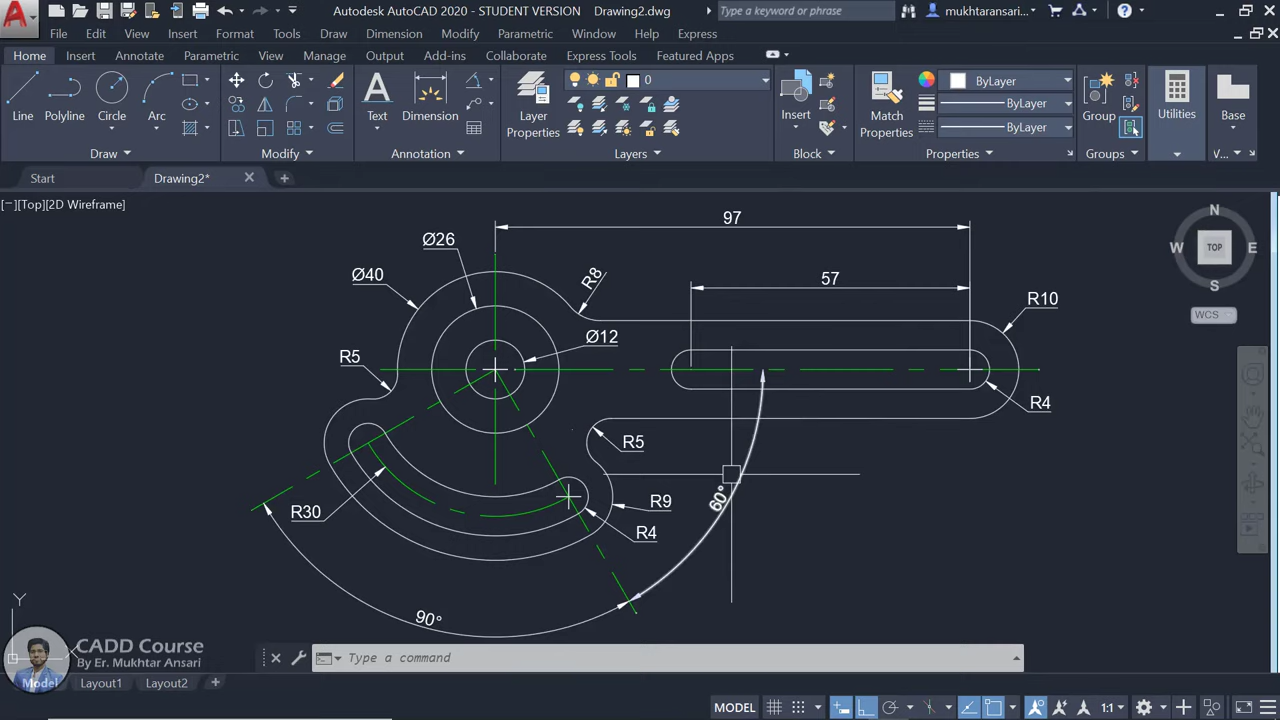 Autodesk AutoCAD 2020 - STUDENT VERSION Drawing2.dwg Type a keyword or phrase mukhtaransari...
File Edit View Insert Format Tools Draw Dimension Modify Parametric Window Help Express
Home Insert Annotate Parametric View Manage Output Add-ins Collaborate Express Tools Featured Apps
A 0 ByLayer
ByLayer
ByLayer
Line Polyline Circle Arc Text Dimension Layer Properties Insert Match Properties Group Utilities Base
Draw Modify Annotation Layers Block Properties Groups V...
Start Drawing2*
[−][Top][2D Wireframe]
N
W TOP E
S
WCS
97
Ø26
Ø40
R8
57
R10
Ø12
R5
R4
R5
R9
60°
R30
R4
90°
Y
X
CADD Course
By Er. Mukhtar Ansari
Type a command
Model Layout1 Layout2
MODEL 1:1